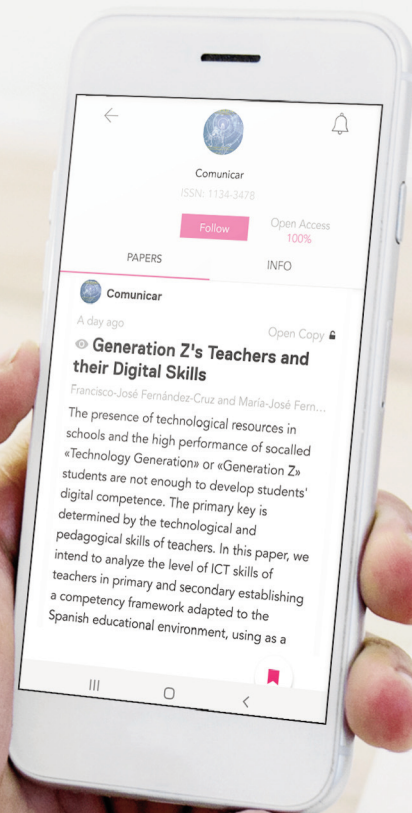 Comunicar
ISSN: 1134-3478
Follow
Open Access
100%
PAPERS
INFO
Comunicar
A day ago
Open Copy
Generation Z's Teachers and
their Digital Skills
Francisco-José Fernández-Cruz and María-José Fern...
The presence of technological resources in
schools and the high performance of socalled
«Technology Generation» or «Generation Z»
students are not enough to develop students'
digital competence. The primary key is
determined by the technological and
pedagogical skills of teachers. In this paper, we
intend to analyze the level of ICT skills of
teachers in primary and secondary establishing
a competency framework adapted to the
Spanish educational environment, using as a